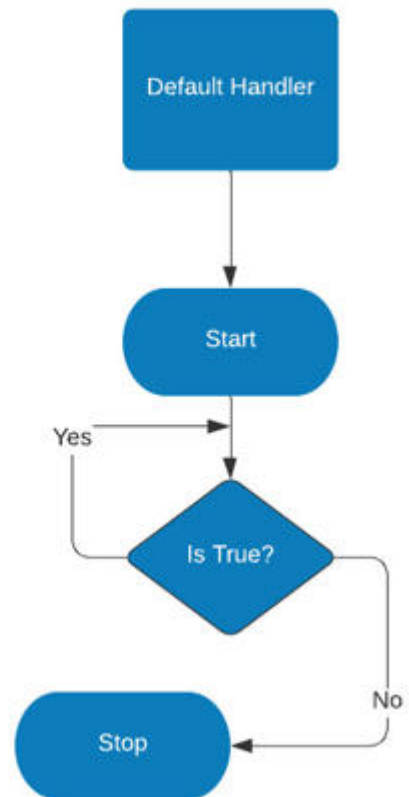 Default Handler
Start
Yes
Is True?
No
Stop